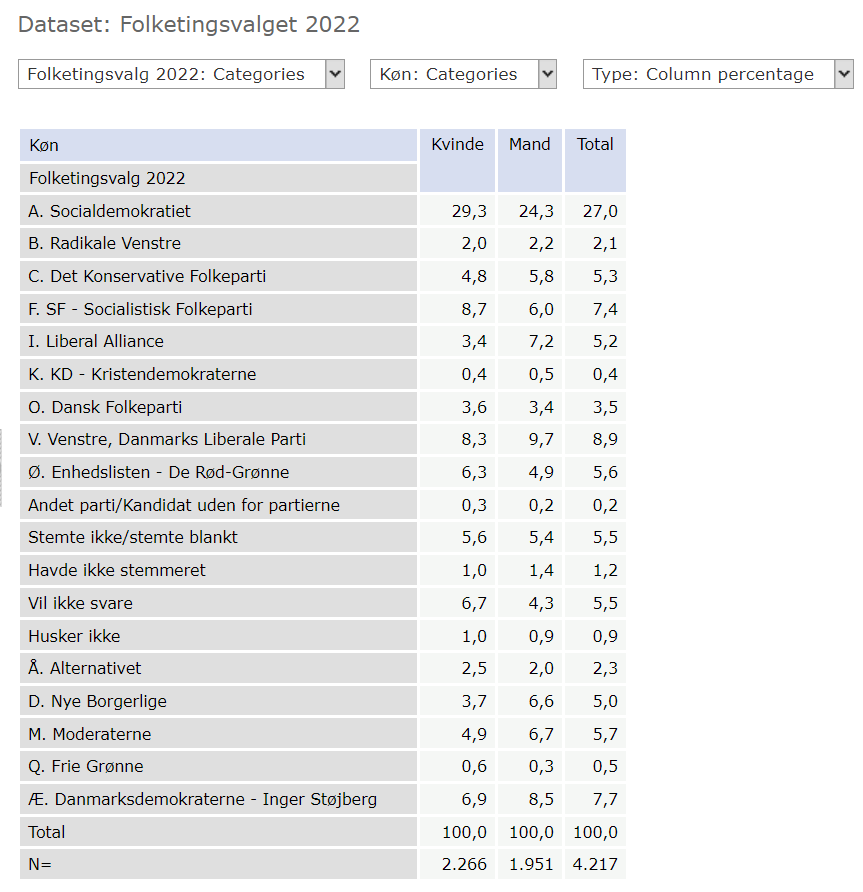 Dataset: Folketingsvalget 2022
Folketingsvalg 2022: Categories Køn: Categories Type: Column percentage
Køn Kvinde Mand Total
Folketingsvalg 2022
A. Socialdemokratiet 29,3 24,3 27,0
B. Radikale Venstre 2,0 2,2 2,1
C. Det Konservative Folkeparti 4,8 5,8 5,3
F. SF - Socialistisk Folkeparti 8,7 6,0 7,4
I. Liberal Alliance 3,4 7,2 5,2
K. KD - Kristendemokraterne 0,4 0,5 0,4
O. Dansk Folkeparti 3,6 3,4 3,5
V. Venstre, Danmarks Liberale Parti 8,3 9,7 8,9
Ø. Enhedslisten - De Rød-Grønne 6,3 4,9 5,6
Andet parti/Kandidat uden for partierne 0,3 0,2 0,2
Stemte ikke/stemte blankt 5,6 5,4 5,5
Havde ikke stemmeret 1,0 1,4 1,2
Vil ikke svare 6,7 4,3 5,5
Husker ikke 1,0 0,9 0,9
Å. Alternativet 2,5 2,0 2,3
D. Nye Borgerlige 3,7 6,6 5,0
M. Moderaterne 4,9 6,7 5,7
Q. Frie Grønne 0,6 0,3 0,5
Æ. Danmarksdemokraterne - Inger Støjberg 6,9 8,5 7,7
Total 100,0 100,0 100,0
N= 2.266 1.951 4.217